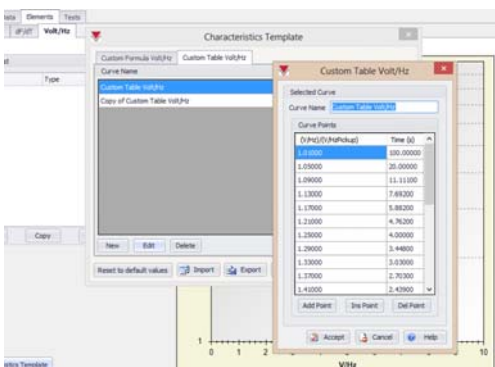 Elements Tests
dF/dT Volt/Hz
Type
Copy
Characteristics Template
Custom Formula Volt/Hz Custom Table Volt/Hz
Curve Name
Custom Table Volt/Hz
Copy of Custom Table Volt/Hz
New Edit Delete
Reset to default values Import Export
Custom Table Volt/Hz
Selected Curve
Curve Name Custom Table Volt/Hz
Curve Points
(V/Hz)/(V/HzPickup) Time (s)
1.01000 100.00000
1.05000 20.00000
1.09000 11.11100
1.13000 7.69200
1.17000 5.88200
1.21000 4.76200
1.25000 4.00000
1.29000 3.44800
1.33000 3.03000
1.37000 2.70300
1.41000 2.43900
Add Point Ins Point Del Point
Accept Cancel Help
1
0 1 2 10
V/Hz
Template